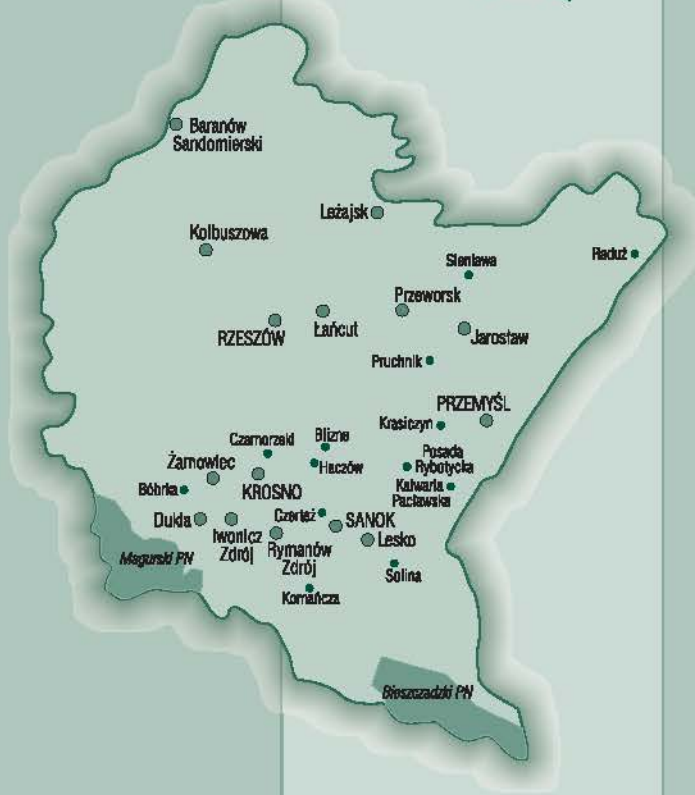 Baranów
Sandomierski
Leżajsk
Kolbuszowa
Sieniawa
Raduż
Przeworsk
RZESZÓW
Łańcut
Jarosław
Pruchnik
PRZEMYŚL
Krasiczyn
Czarnorzeki
Blizne
Posada
Rybotycka
Żarnowiec
Haczów
Kalwaria
Pacławska
Bóbrka
KROSNO
Czerteż
Dukla
Iwonicz
Zdrój
SANOK
Rymanów
Zdrój
Lesko
Magurski PN
Solina
Komańcza
Bieszczadzki PN